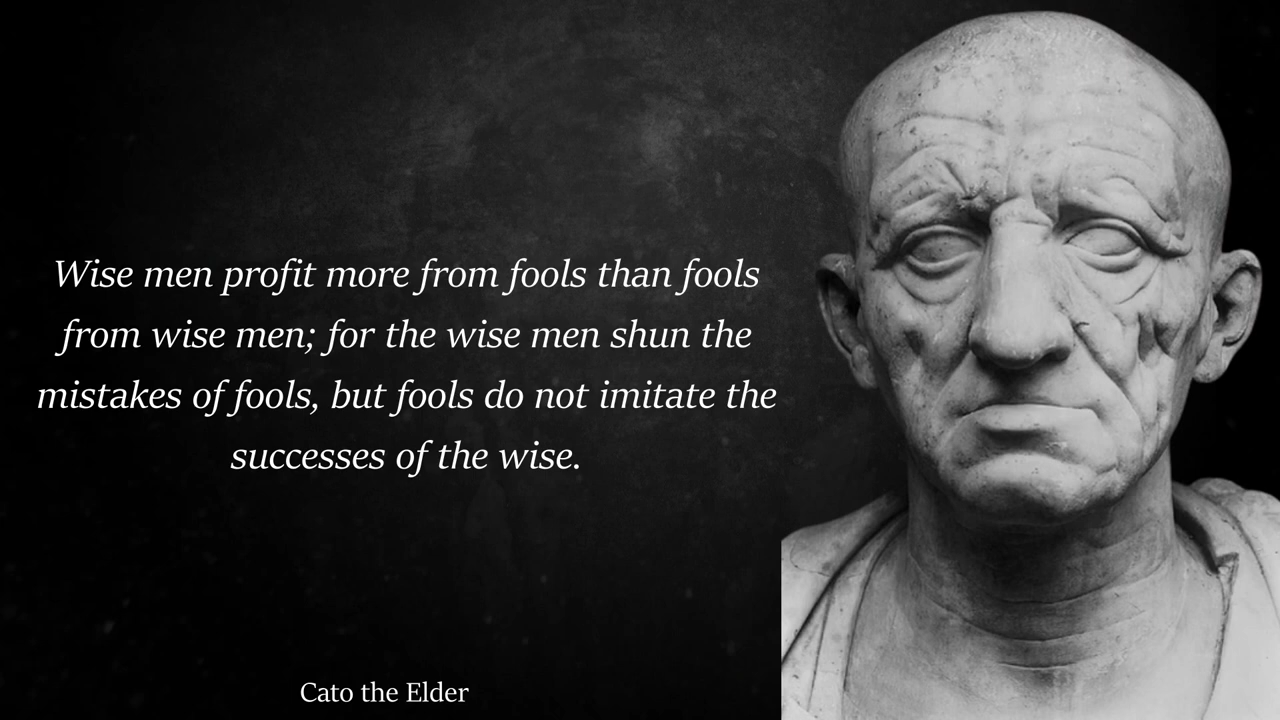 Wise men profit more from fools than fools
from wise men; for the wise men shun the
mistakes of fools, but fools do not imitate the
successes of the wise.
Cato the Elder